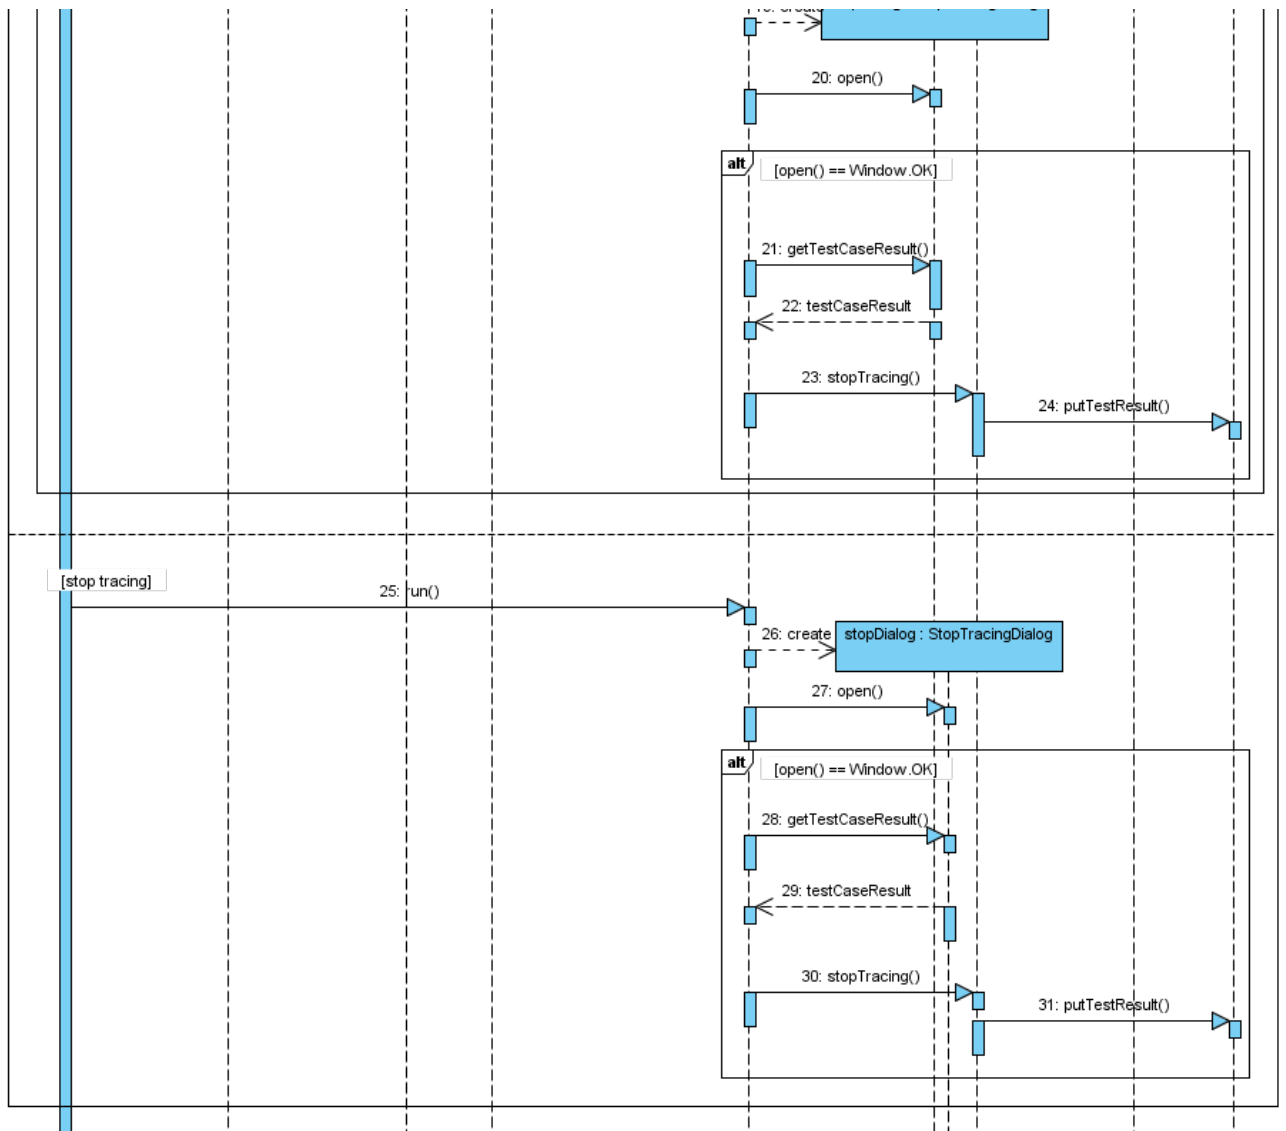 20: open()
alt
[open() == Window.OK]
21: getTestCaseResult()
22: testCaseResult
23: stopTracing()
24: putTestResult()
[stop tracing]
25: run()
26: create
stopDialog : StopTracingDialog
27: open()
alt
[open() == Window.OK]
28: getTestCaseResult()
29: testCaseResult
30: stopTracing()
31: putTestResult()